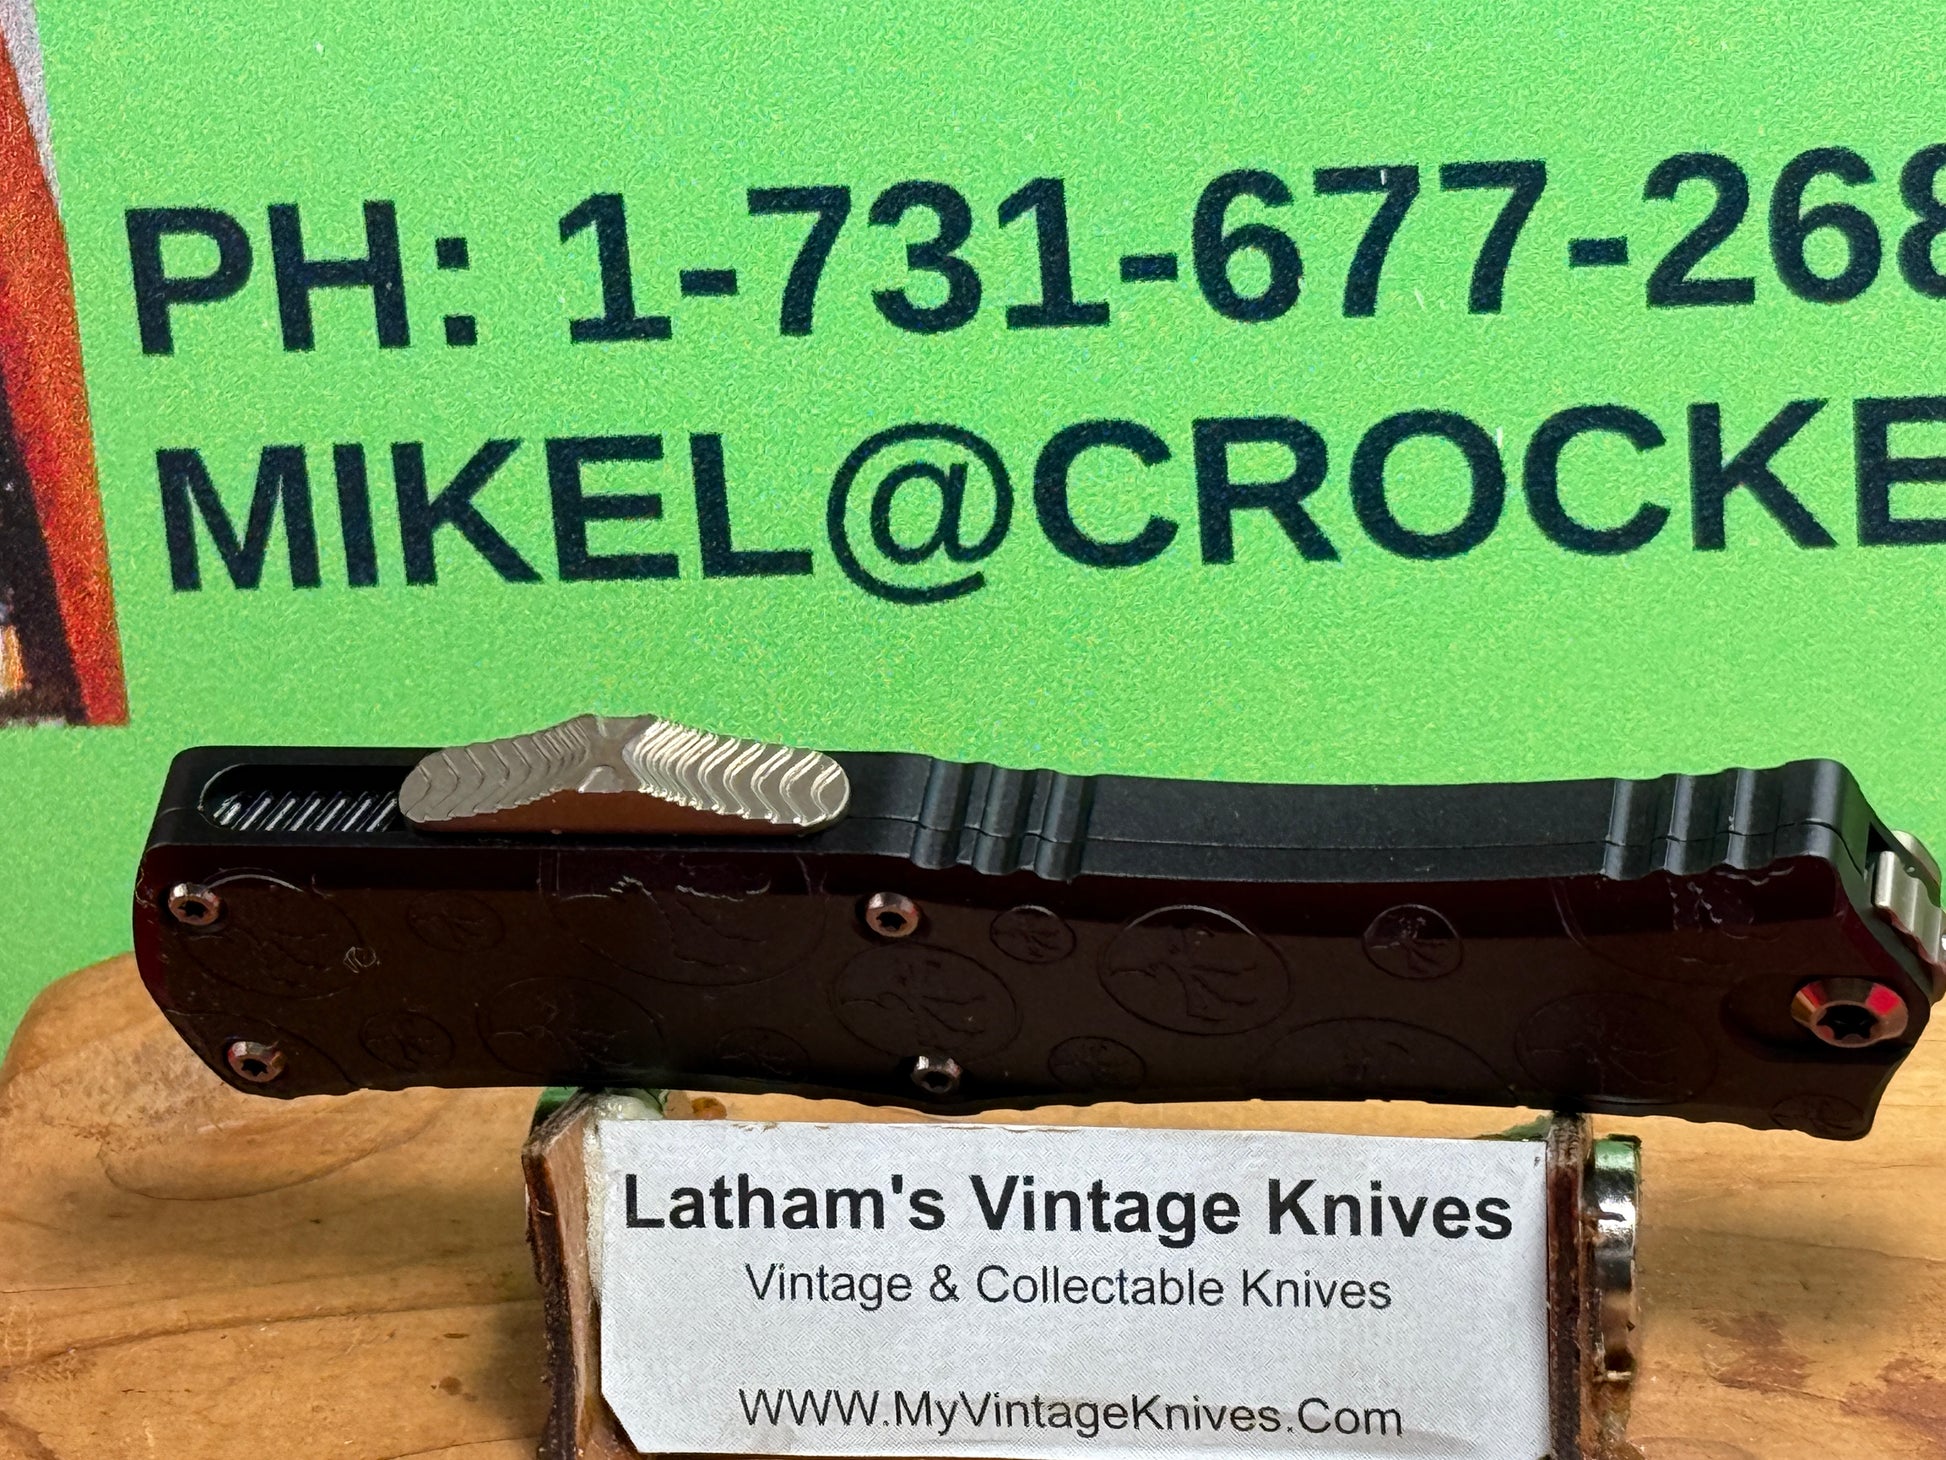 PH: 1-731-677-268
MIKEL@CROCKE
Latham's Vintage Knives
Vintage & Collectable Knives
WWW.MyVintageKnives.Com